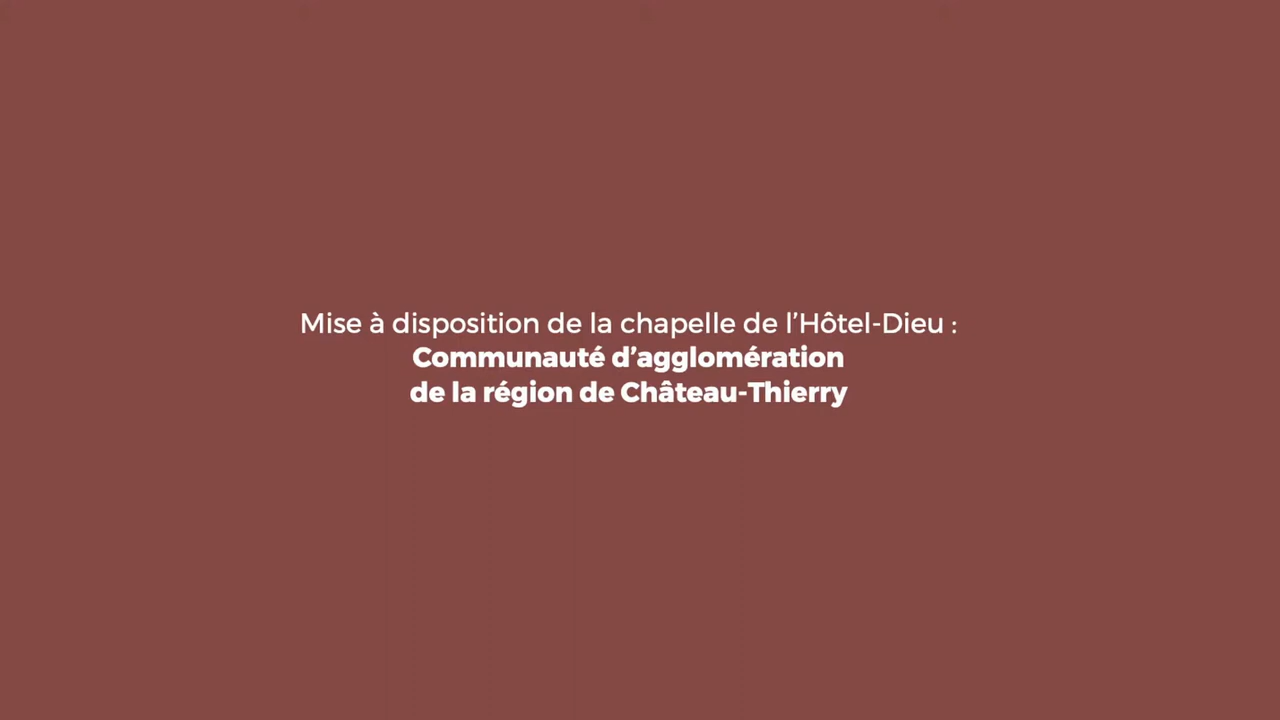 Mise à disposition de la chapelle de l’Hôtel-Dieu :
Communauté d’agglomération
de la région de Château-Thierry